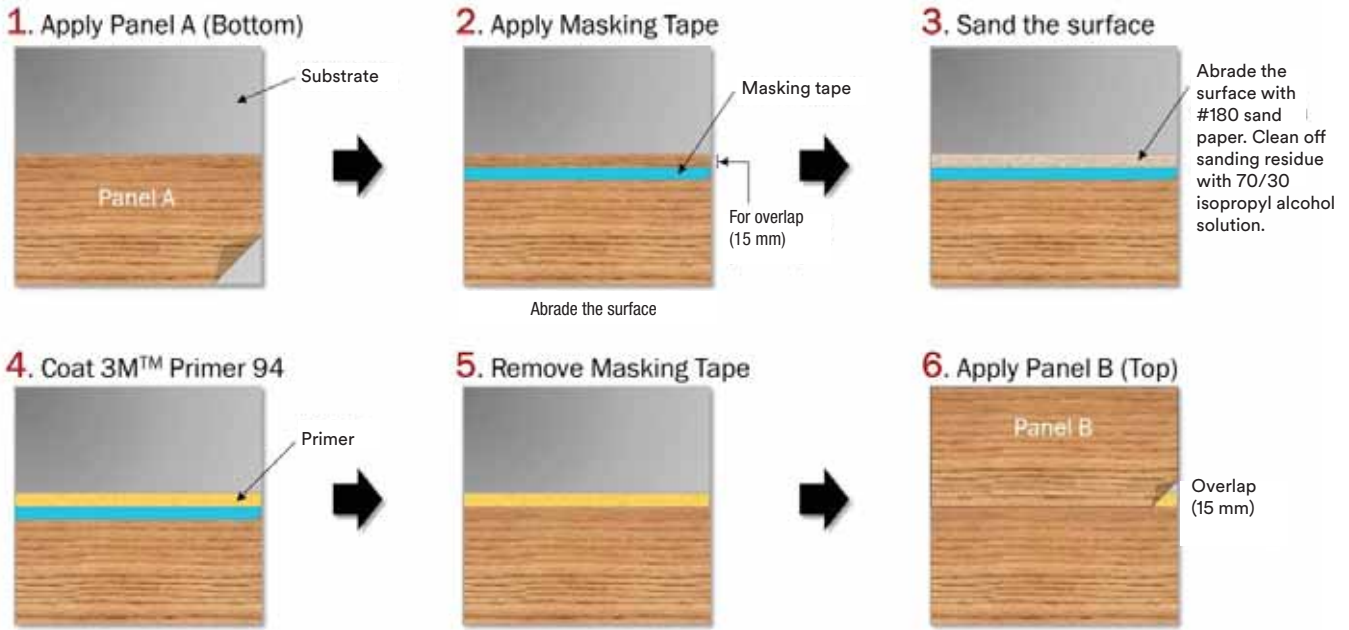 1. Apply Panel A (Bottom)
Substrate
Panel A
2. Apply Masking Tape
Masking tape
For overlap
(15 mm)
Abrade the surface
3. Sand the surface
Abrade the
surface with
#180 sand
paper. Clean off
sanding residue
with 70/30
isopropyl alcohol
solution.
4. Coat 3M™ Primer 94
Primer
5. Remove Masking Tape
6. Apply Panel B (Top)
Panel B
Overlap
(15 mm)